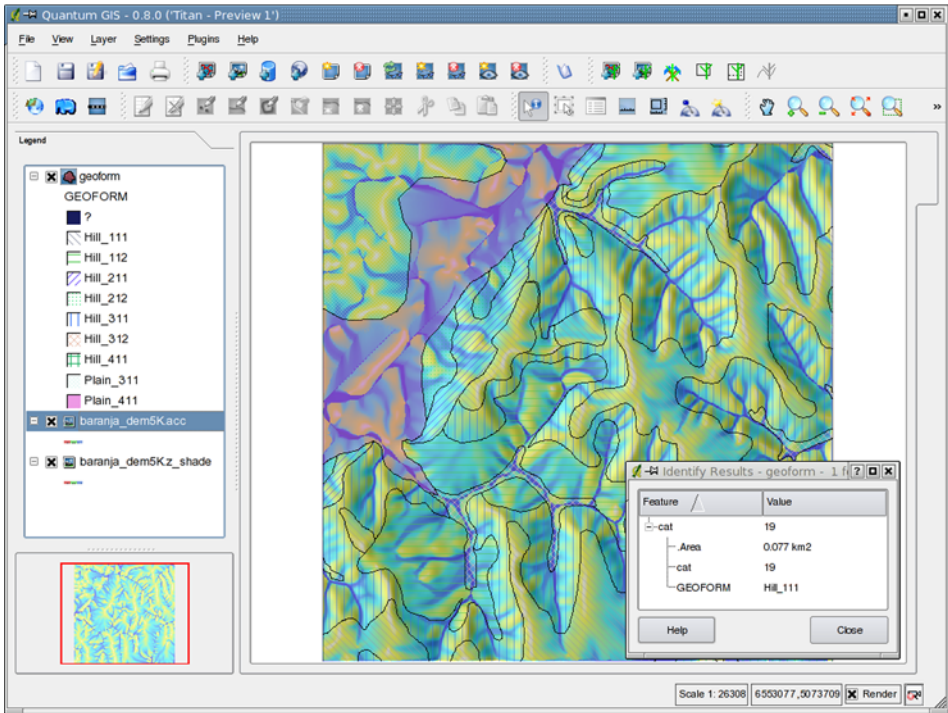 Quantum GIS - 0.8.0 ('Titan - Preview 1')
File View Layer Settings Plugins Help
Legend
geoform
GEOFORM
?
Hill_111
Hill_112
Hill_211
Hill_212
Hill_311
Hill_312
Hill_411
Plain_311
Plain_411
baranja_dem5K.acc
baranja_dem5K.z_shade
Identify Results - geoform - 1 f
Feature Value
cat 19
.Area 0.077 km2
cat 19
GEOFORM Hill_111
Help Close
Scale 1: 26308 6553077,5073709 Render